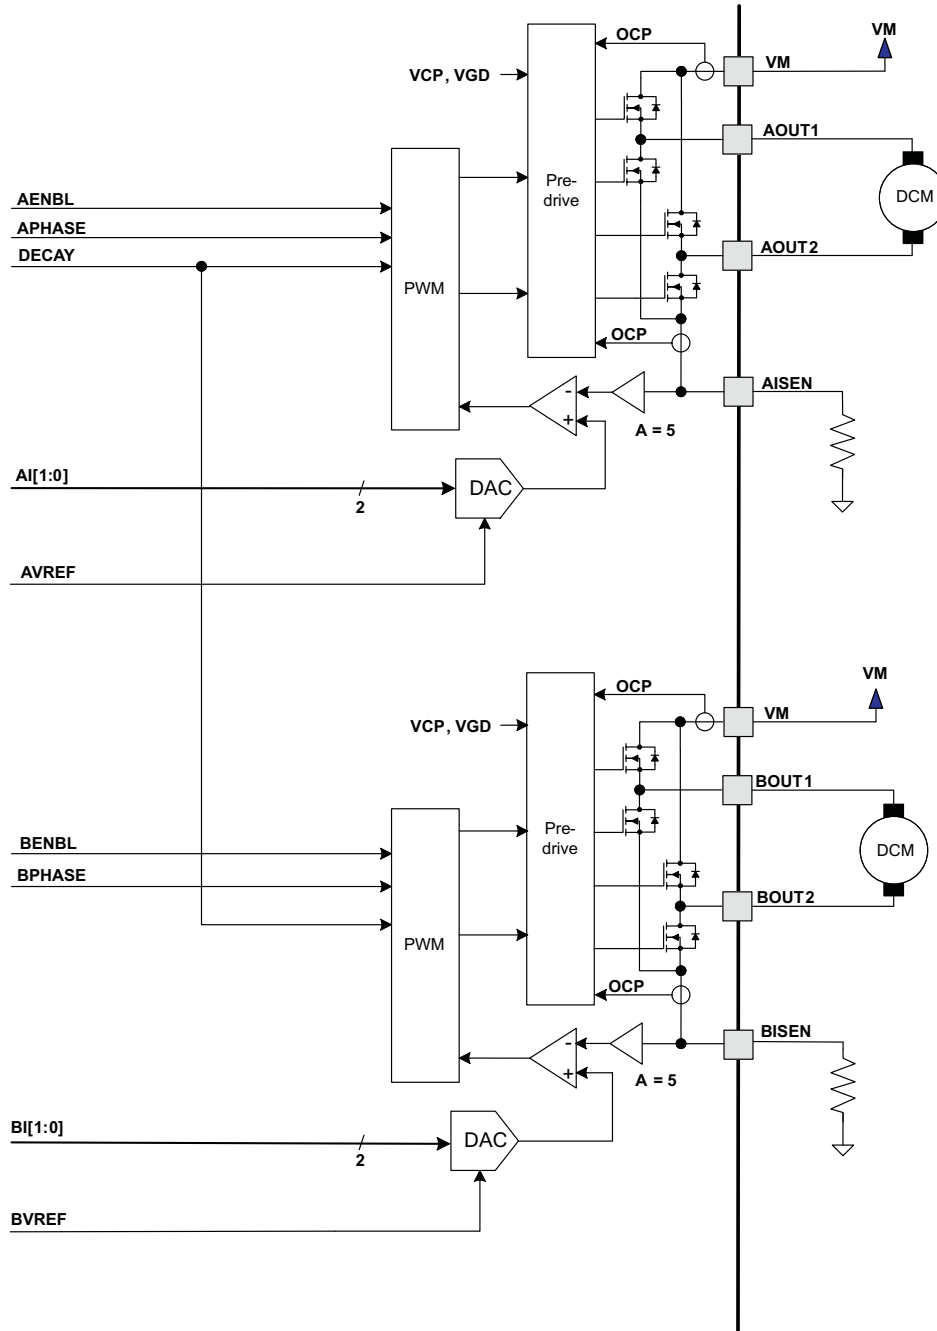 OCP
VM
VCP, VGD
VM
AOUT1
AENBL
Pre-
drive
DCM
APHASE
DECAY
AOUT2
PWM
OCP
AISEN
-
+
A = 5
AI[1:0]
2
DAC
AVREF
OCP
VM
VCP, VGD
VM
BOUT1
Pre-
drive
BENBL
DCM
BPHASE
BOUT2
PWM
OCP
BISEN
-
+
A = 5
BI[1:0]
2
DAC
BVREF